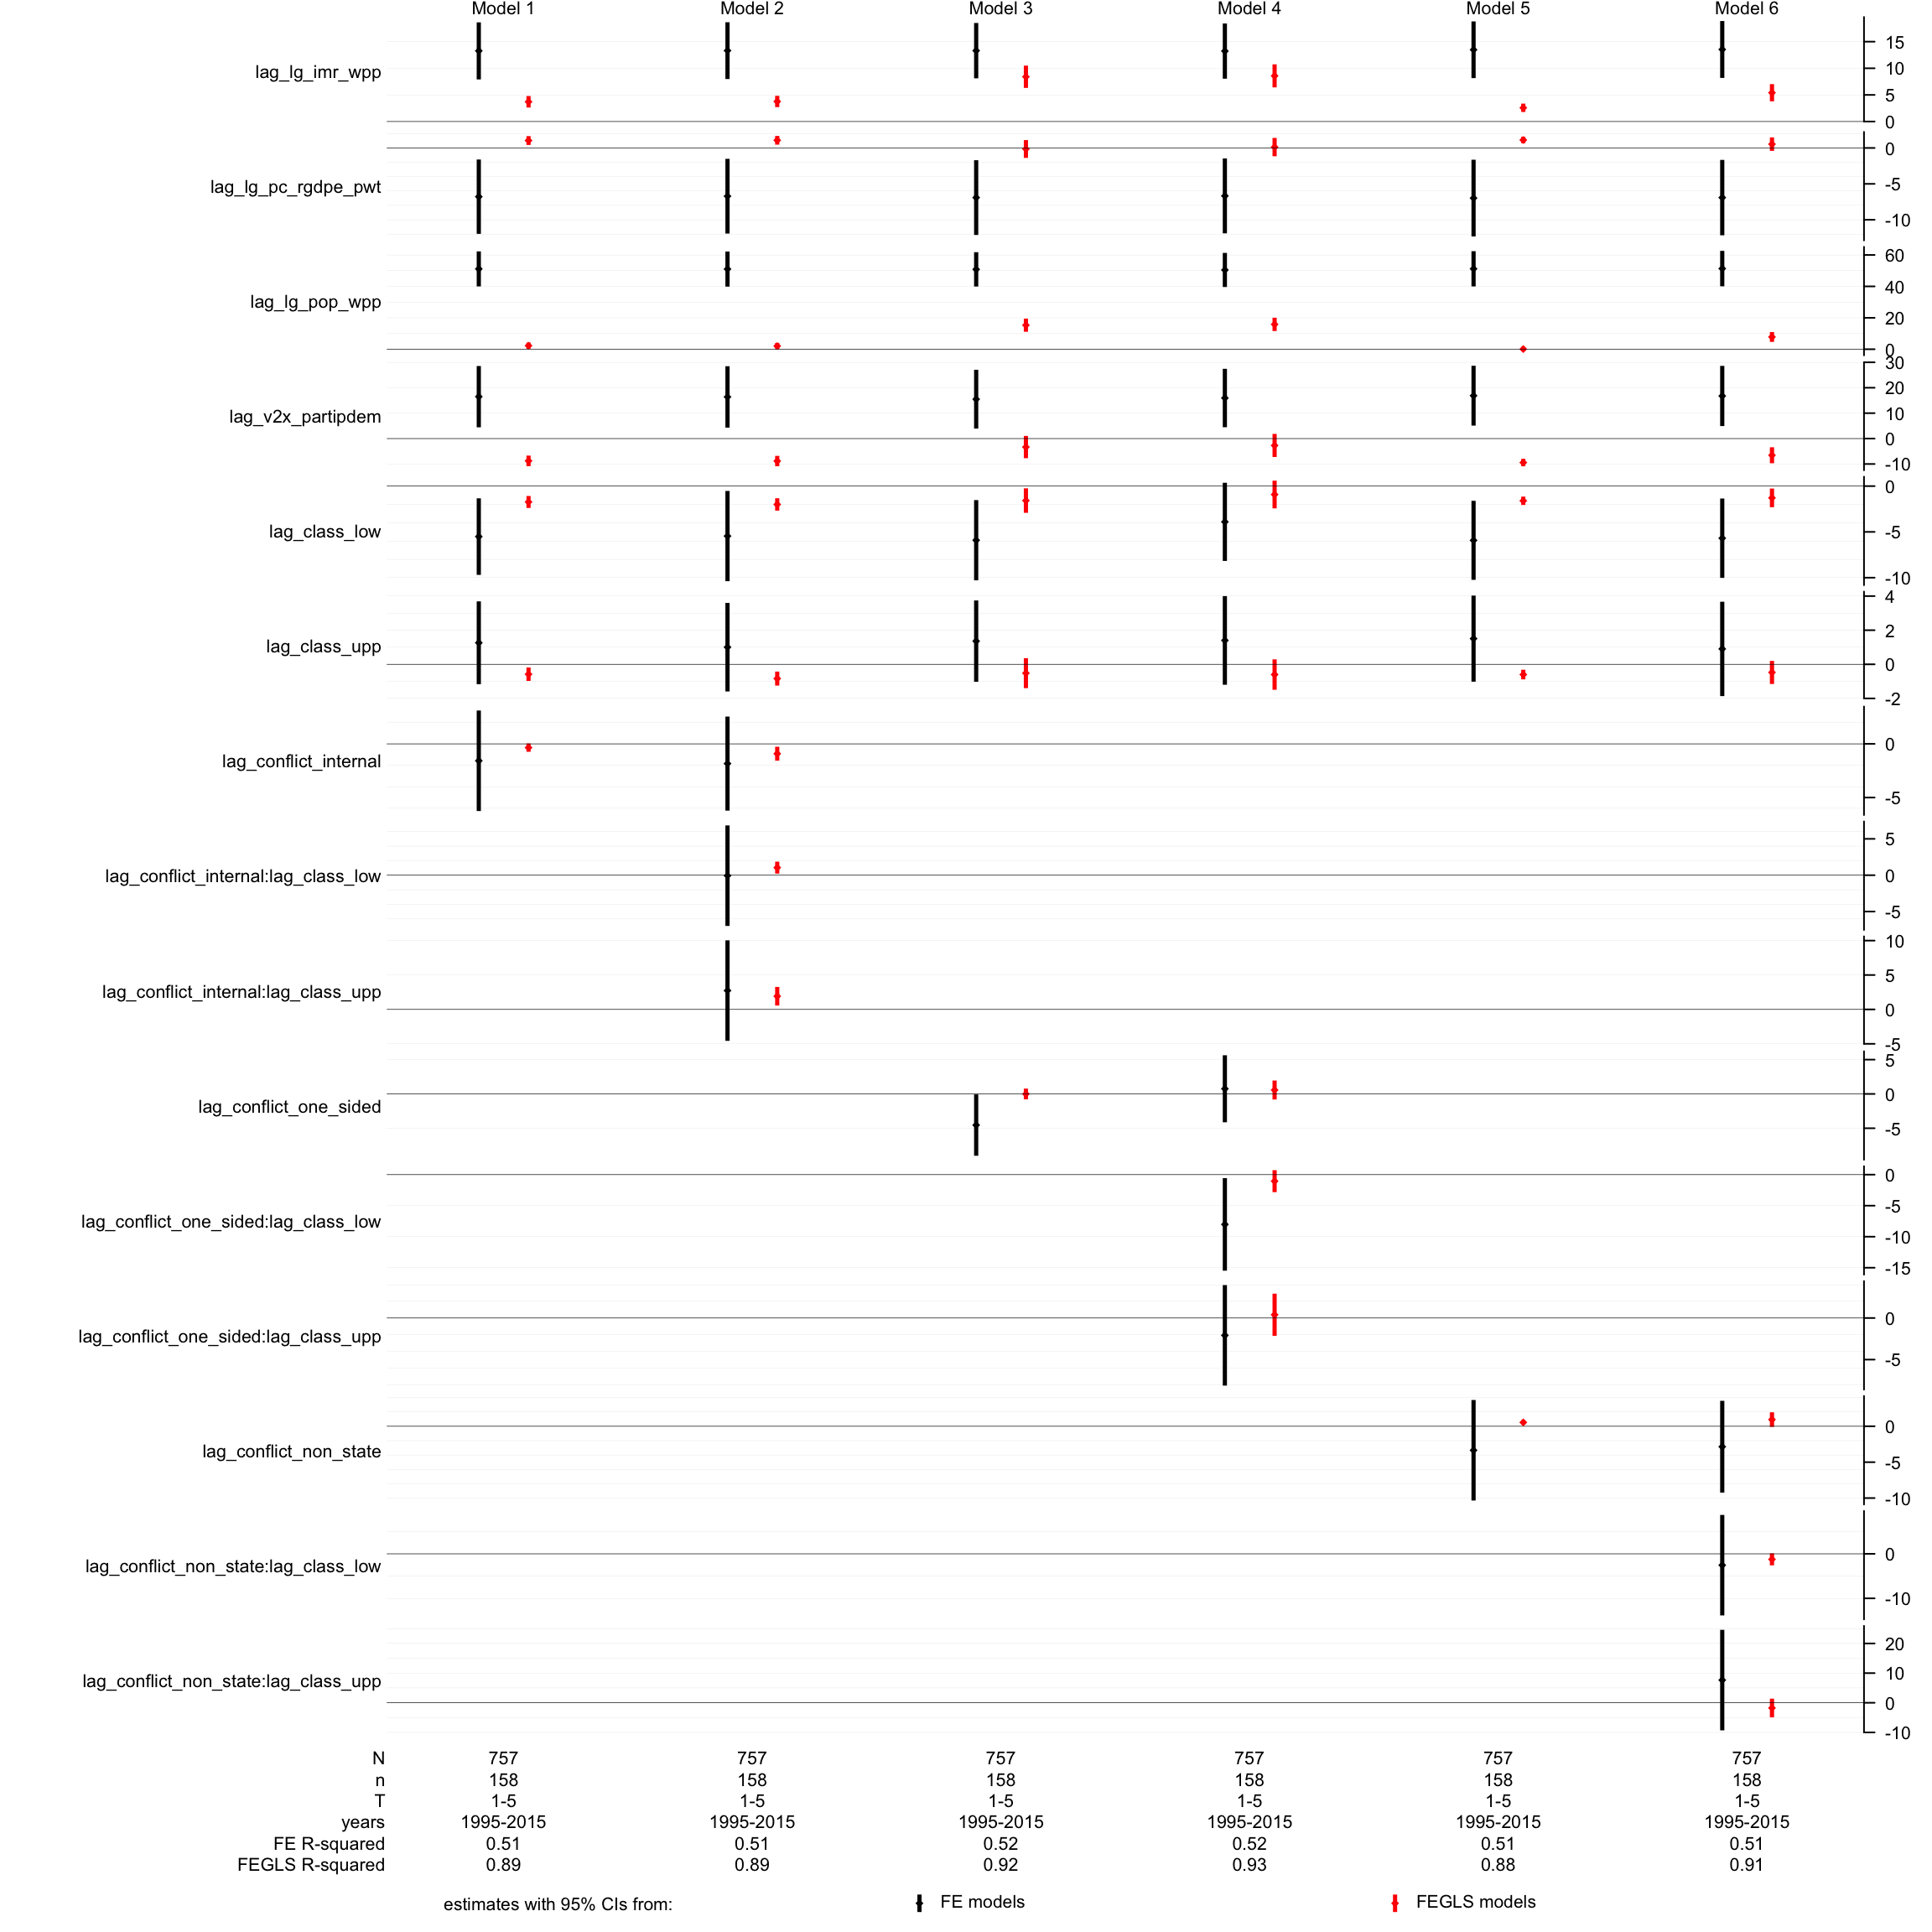 Model 1 Model 2 Model 3 Model 4 Model 5 Model 6
lag_lg_imr_wpp
15
10
5
0
lag_lg_pc_rgdpe_pwt
0
-5
-10
lag_lg_pop_wpp
60
40
20
0
lag_v2x_partipdem
30
20
10
0
-10
lag_class_low
0
-5
-10
lag_class_upp
4
2
0
-2
lag_conflict_internal
0
-5
lag_conflict_internal:lag_class_low
5
0
-5
lag_conflict_internal:lag_class_upp
10
5
0
-5
lag_conflict_one_sided
5
0
-5
lag_conflict_one_sided:lag_class_low
0
-5
-10
-15
lag_conflict_one_sided:lag_class_upp
0
-5
lag_conflict_non_state
0
-5
-10
lag_conflict_non_state:lag_class_low
0
-10
lag_conflict_non_state:lag_class_upp
20
10
0
-10
N 757 757 757 757 757 757
n 158 158 158 158 158 158
T 1-5 1-5 1-5 1-5 1-5 1-5
years 1995-2015 1995-2015 1995-2015 1995-2015 1995-2015 1995-2015
FE R-squared 0.51 0.51 0.52 0.52 0.51 0.51
FEGLS R-squared 0.89 0.89 0.92 0.93 0.88 0.91
estimates with 95% CIs from: FE models FEGLS models